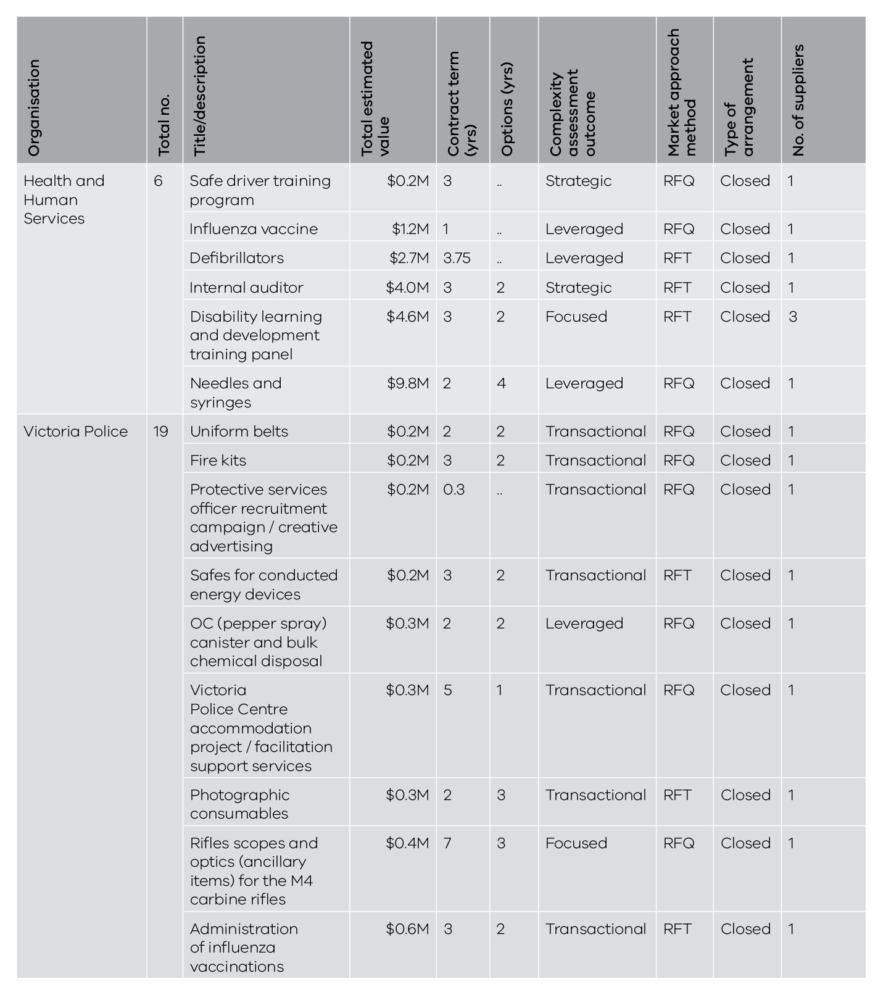 Organisation
Total no.
Title/description
Total estimated
value
Contract term
(yrs)
Options (yrs)
Complexity
assessment
outcome
Market approach
method
Type of
arrangement
No. of suppliers
Health and
Human
Services
6
Safe driver training
program
$0.2M 3 .. Strategic RFQ Closed 1
Influenza vaccine $1.2M 1 .. Leveraged RFQ Closed 1
Defibrillators $2.7M 3.75 .. Leveraged RFT Closed 1
Internal auditor $4.0M 3 2 Strategic RFT Closed 1
Disability learning
and development
training panel
$4.6M 3 2 Focused RFT Closed 3
Needles and
syringes
$9.8M 2 4 Leveraged RFQ Closed 1
Victoria Police 19 Uniform belts $0.2M 2 2 Transactional RFQ Closed 1
Fire kits $0.2M 3 2 Transactional RFQ Closed 1
Protective services
officer recruitment
campaign / creative
advertising
$0.2M 0.3 .. Transactional RFQ Closed 1
Safes for conducted
energy devices
$0.2M 3 2 Transactional RFT Closed 1
OC (pepper spray)
canister and bulk
chemical disposal
$0.3M 2 2 Leveraged RFQ Closed 1
Victoria
Police Centre
accommodation
project / facilitation
support services
$0.3M 5 1 Transactional RFQ Closed 1
Photographic
consumables
$0.3M 2 3 Transactional RFT Closed 1
Rifles scopes and
optics (ancillary
items) for the M4
carbine rifles
$0.4M 7 3 Focused RFQ Closed 1
Administration
of influenza
vaccinations
$0.6M 3 2 Transactional RFT Closed 1